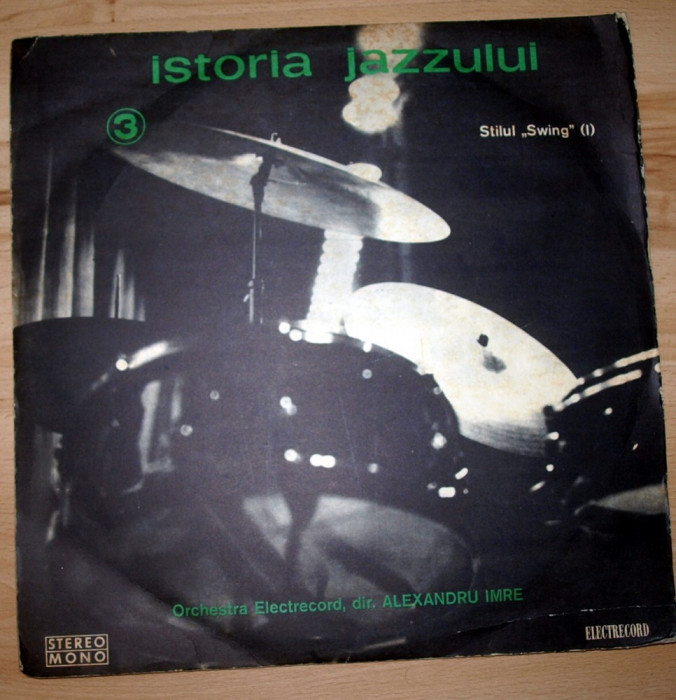 istoria jazzului
3
Stilul „Swing” (I)
Orchestra Electrecord, dir. ALEXANDRU IMRE
STEREO
MONO
ELECTRECORD